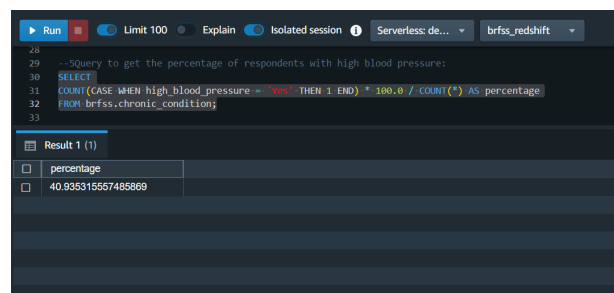 Run Limit 100 Explain Isolated session i Serverless: de... brfss_redshift
28
29 --5Query to get the percentage of respondents with high blood pressure:
30 SELECT
31 COUNT(CASE WHEN high_blood_pressure = 'Yes' THEN 1 END) * 100.0 / COUNT(*) AS percentage
32 FROM brfss.chronic_condition;
33
Result 1 (1)
percentage
40.935315557485869